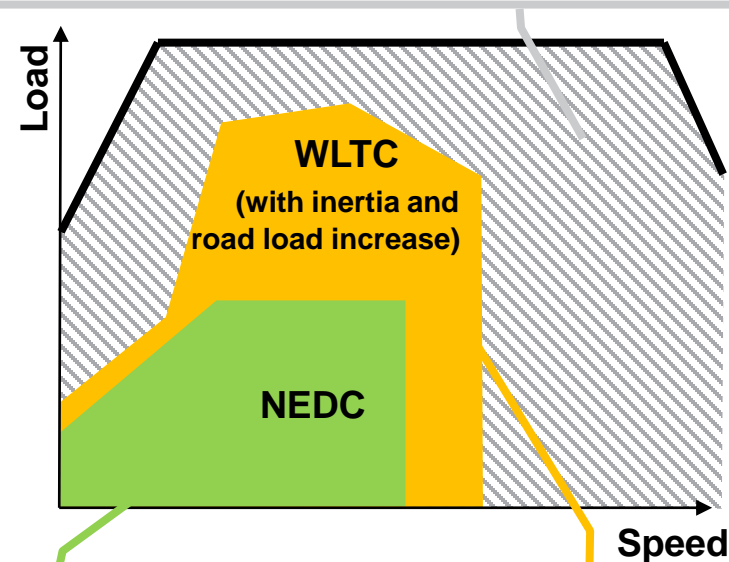 Load
WLTC
(with inertia and
road load increase)
NEDC
Speed